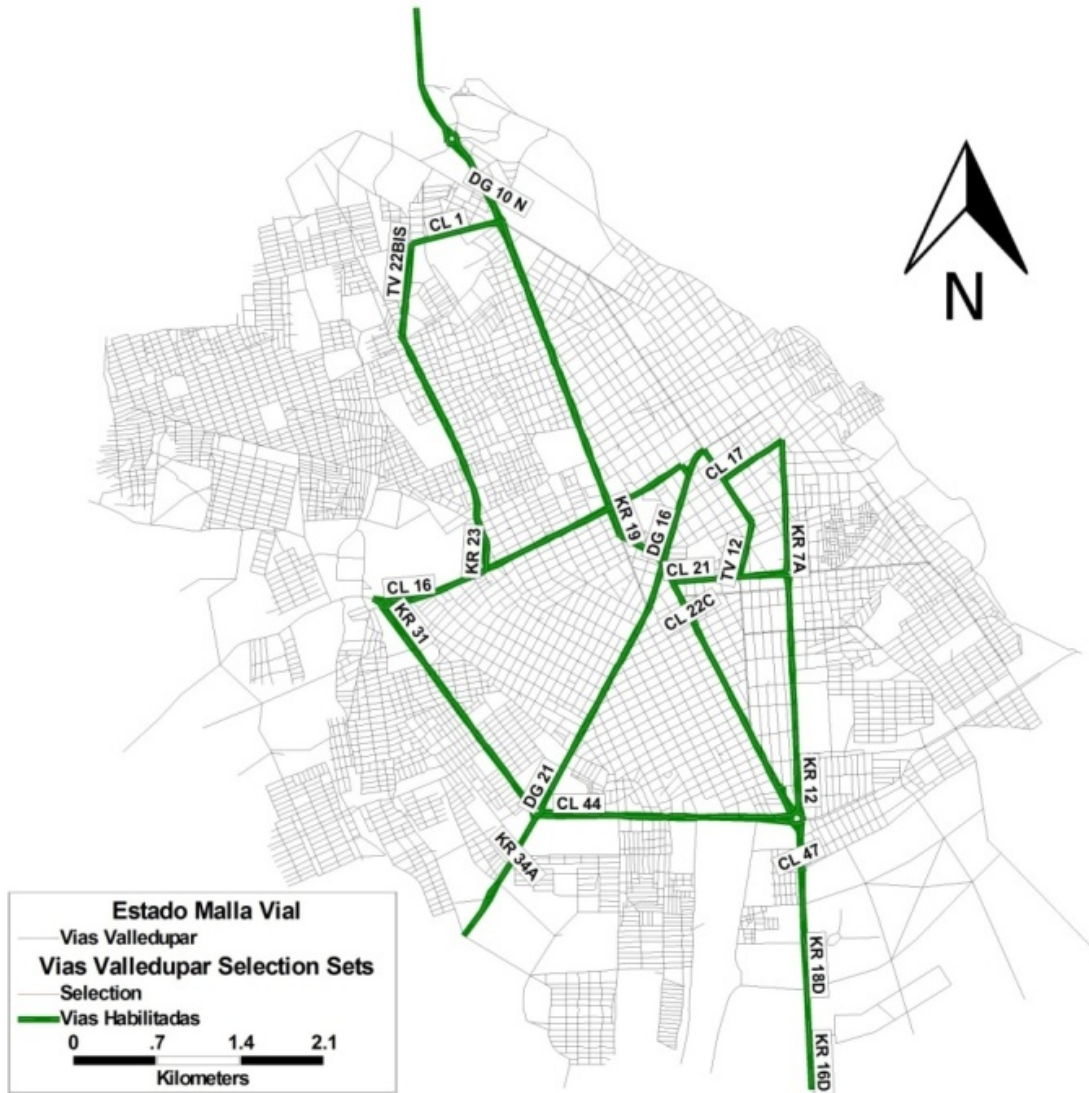 DG 10 N
CL 1
TV 22BIS
N
CL 17
KR 19
DG 16
KR 23
KR 7A
TV 12
CL 21
CL 16
CL 22C
KR 31
DG 21
CL 44
KR 12
KR 34A
CL 47
KR 18D
KR 16D
Estado Malla Vial
Vias Valledupar
Vias Valledupar Selection Sets
Selection
Vias Habilitadas
0 .7 1.4 2.1
Kilometers